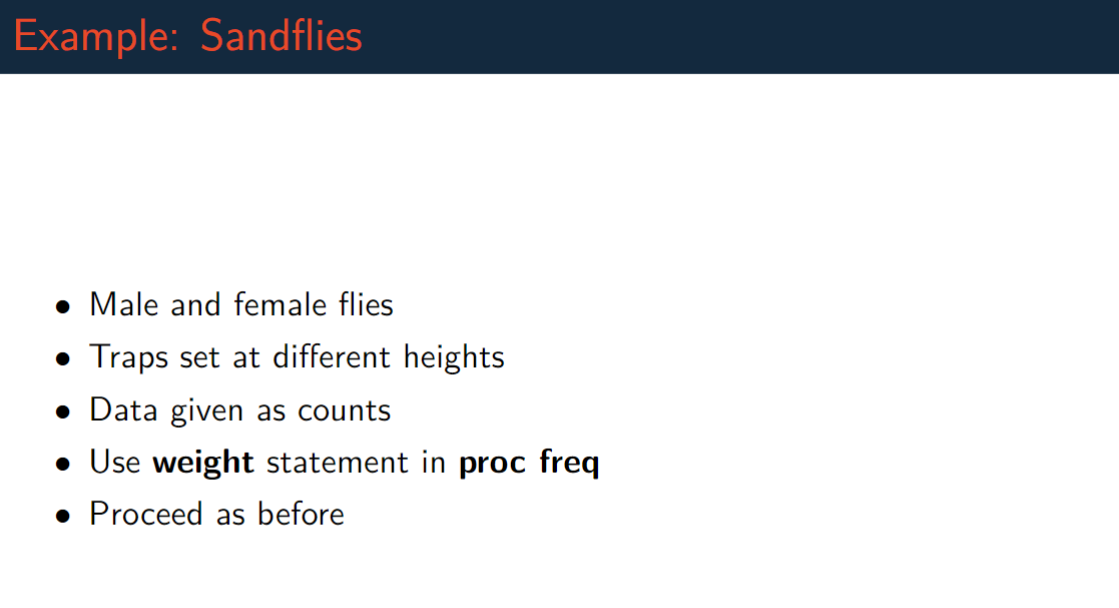 Example: Sandflies
• Male and female flies
• Traps set at different heights
• Data given as counts
• Use weight statement in proc freq
• Proceed as before